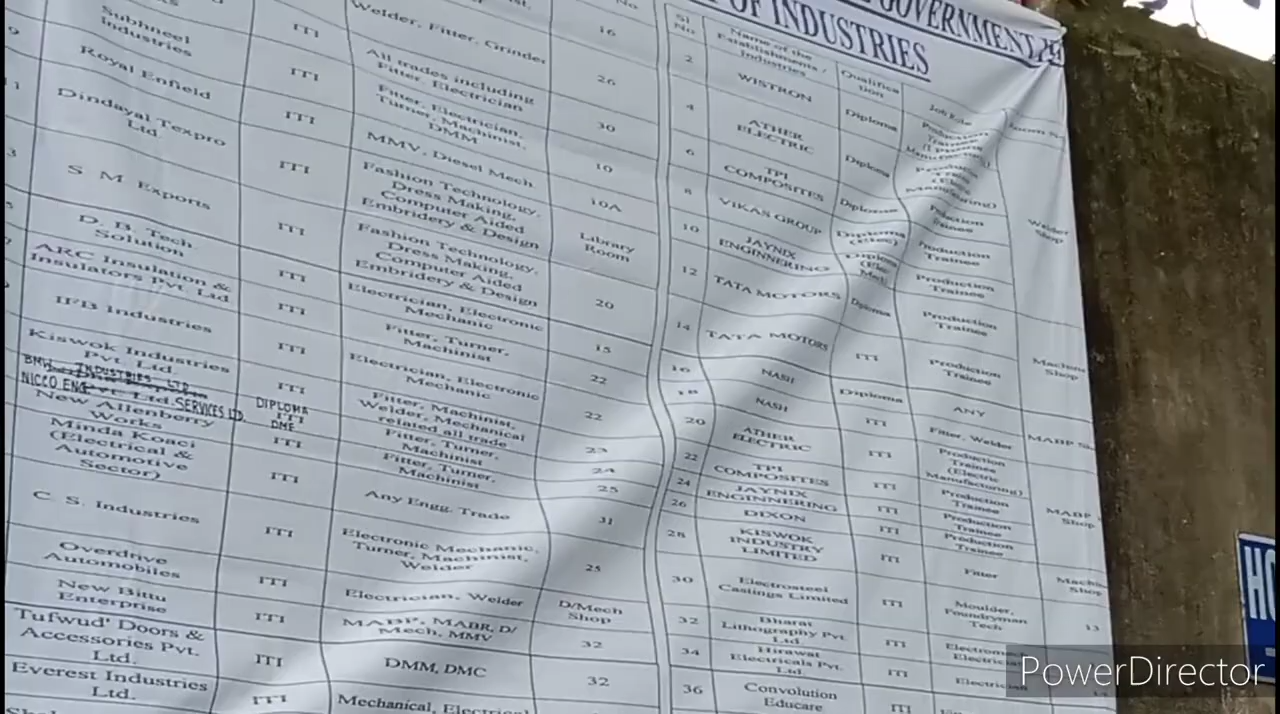 GOVERNMENT
OF INDUSTRIES
No
Welder, Fitter, Grinder
16
Subhneel
Industries
ITI
All trades including
Fitter, Electrician
26
Royal Enfield
ITI
Fitter, Electrician,
Turner, Machinist,
DMM
30
Dindayal Texpro
Ltd
ITI
MMV, Diesel Mech
10
S. M. Exports
ITI
Fashion Technology,
Dress Making,
Computer Aided
Embridery & Design
10A
D. B. Tech
Solution
ITI
Fashion Technology,
Dress Making,
Computer Aided
Embridery & Design
Library
Room
ARC Insulation &
Insulators Pvt. Ltd
ITI
Electrician, Electronic
Mechanic
20
IFB Industries
ITI
Fitter, Turner,
Machinist
15
Kiswok Industries
Pvt. Ltd.
ITI
Electrician, Electronic
Mechanic
22
NICCO ENG SERVICES LTD.
DIPLOMA
ITI
DME
Fitter, Machinist,
Welder, Mechanical
related all trade
22
New Allenberry
Works
ITI
Fitter, Turner,
Machinist
23
Minda Koaci
(Electrical &
Automotive
Sector)
ITI
Fitter, Turner,
Machinist
24
25
Any Engg. Trade
31
C. S. Industries
ITI
Electronic Mechanic,
Turner, Machinist,
Welder
25
Overdrive
Automobiles
ITI
Electrician, Welder
D/Mech
Shop
New Bittu
Enterprise
ITI
MABP, MABR, D/
Mech, MMV
32
Tufwud' Doors &
Accessories Pvt.
Ltd.
ITI
DMM, DMC
32
Everest Industries
Ltd.
ITI
Mechanical,
Sl.
No
Name of the
Establishments /
Industries
Qualifica
tion
Job Role
2
WISTRON
Diploma
4
ATHER
ELECTRIC
Diploma
6
TPI
COMPOSITES
Diploma
8
VIKAS GROUP
Diploma
10
JAYNIX
ENGINNERING
Production
Trainee
Welder
Shop
12
TATA MOTORS
Production
Trainee
14
TATA MOTORS
ITI
Production
Trainee
Machine
Shop
16
NASH
Diploma
Production
Trainee
18
NASH
ITI
ANY
20
ATHER
ELECTRIC
ITI
Fitter, Welder
MABP
22
TPI
COMPOSITES
ITI
Production
Trainee
(Electric
Manufacturing)
24
JAYNIX
ENGINNERING
ITI
Production
Trainee
MABP
Shop
26
DIXON
ITI
Production
Trainee
28
KISWOK
INDUSTRY
LIMITED
ITI
Fitter
Shop
30
Electrosteel
Castings Limited
ITI
Moulder,
Foundryman
Tech
13
32
Bharat
Lithography Pvt
Ltd
ITI
34
Hirawat
Electricals Pvt.
Ltd.
ITI
Electrician
36
Convolution
Educare
ITI
HO
PowerDirector